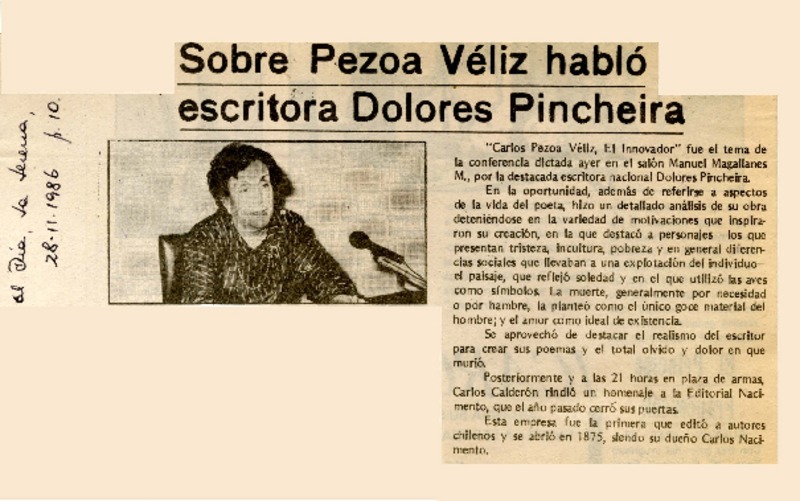 Sobre Pezoa Véliz habló
escritora Dolores Pincheira
al Día, La Serena,
28-11-1986 p. 10.
"Carlos Pezoa Véliz, El Innovador" fue el tema de
la conferencia dictada ayer en el salón Manuel Magallanes
M., por la destacada escritora nacional Dolores Pincheira.
En la oportunidad, además de referirse a aspectos
de la vida del poeta, hizo un detallado análisis de su obra
deteniéndose en la variedad de motivaciones que inspira-
ron su creación, en la que destacó a personajes —los que
presentan tristeza, incultura, pobreza y en general diferen-
cias sociales que llevaban a una explotación del individuo—
el paisaje, que reflejó soledad y en el que utilizó las aves
como símbolos. La muerte, generalmente por necesidad
o por hambre, la planteó como el único goce material del
hombre; y el amor como ideal de existencia.
Se aprovechó de destacar el realismo del escritor
para crear sus poemas y el total olvido y dolor en que
murió.
Posteriormente y a las 21 horas en plaza de armas,
Carlos Calderón rindió un homenaje a la Editorial Naci-
mento, que el año pasado cerró sus puertas.
Esta empresa fue la primera que editó a autores
chilenos y se abrió en 1875, siendo su dueño Carlos Naci-
mento.